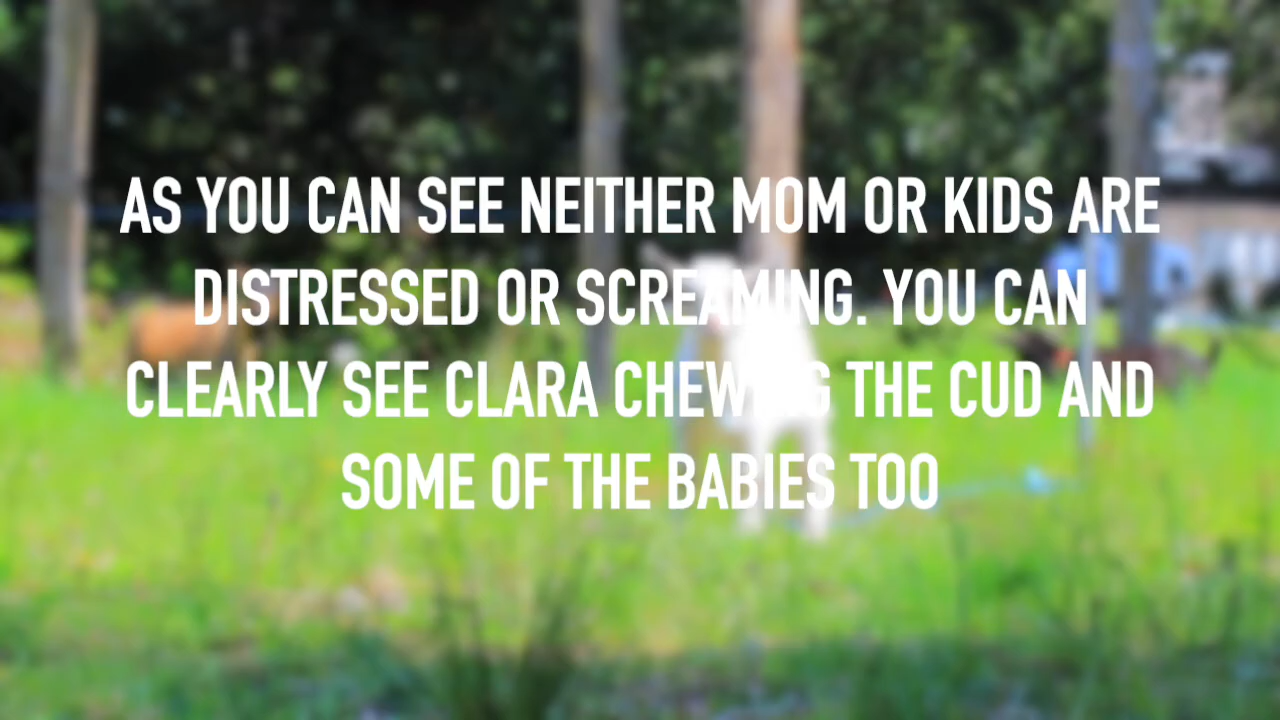 AS YOU CAN SEE NEITHER MOM OR KIDS ARE
DISTRESSED OR SCREAMING. YOU CAN
CLEARLY SEE CLARA CHEWING THE CUD AND
SOME OF THE BABIES TOO